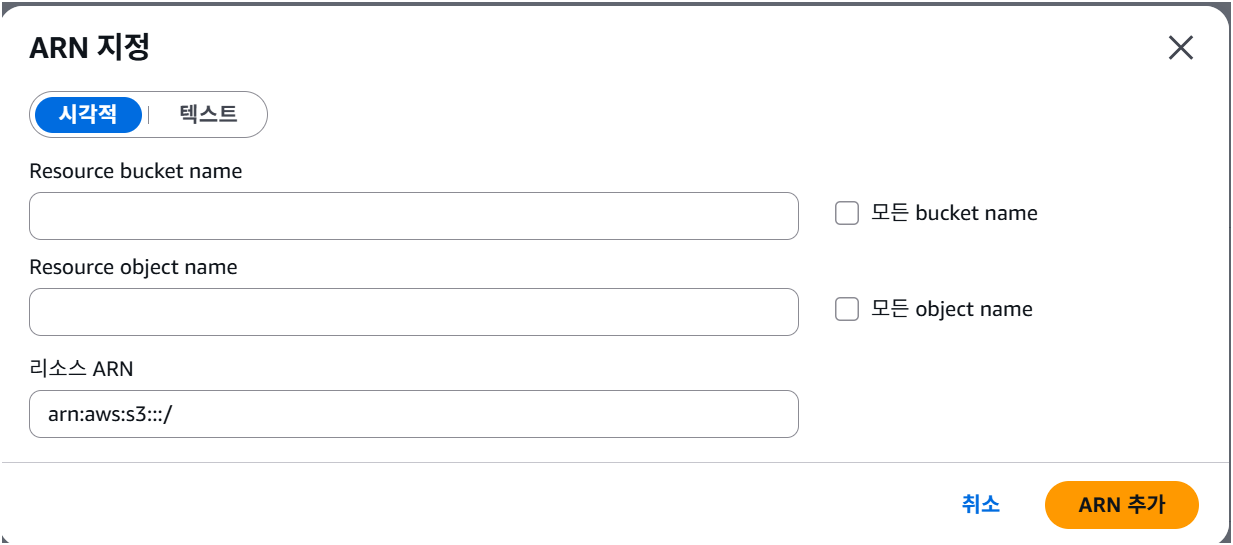 ARN 지정
시각적 텍스트
Resource bucket name
모든 bucket name
Resource object name
모든 object name
리소스 ARN
arn:aws:s3:::/
취소 ARN 추가